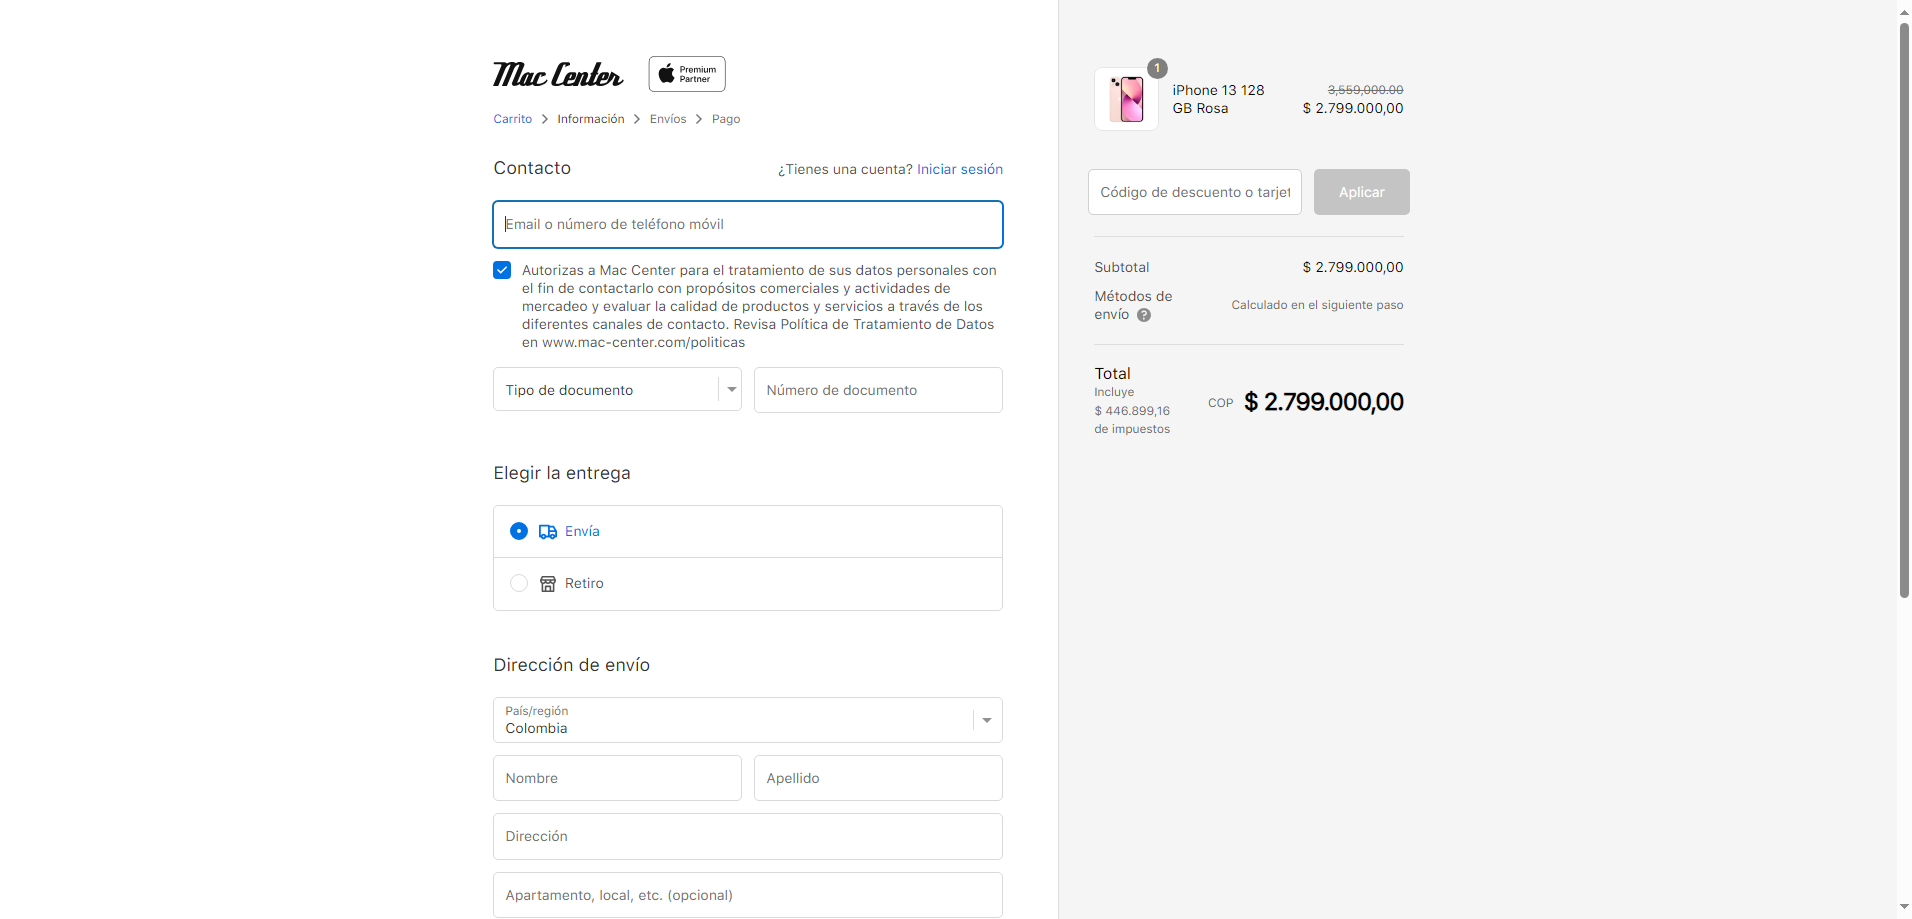 Mac Center
Premium
Partner
Carrito > Información > Envíos > Pago
Contacto
¿Tienes una cuenta? Iniciar sesión
Email o número de teléfono móvil
Autorizas a Mac Center para el tratamiento de sus datos personales con
el fin de contactarlo con propósitos comerciales y actividades de
mercadeo y evaluar la calidad de productos y servicios a través de los
diferentes canales de contacto. Revisa Política de Tratamiento de Datos
en www.mac-center.com/politicas
Tipo de documento
Número de documento
Elegir la entrega
Envía
Retiro
Dirección de envío
País/región
Colombia
Nombre
Apellido
Dirección
Apartamento, local, etc. (opcional)
1
iPhone 13 128
GB Rosa
3,559,000.00
$ 2.799.000,00
Código de descuento o tarjet
Aplicar
Subtotal
$ 2.799.000,00
Métodos de
envío ?
Calculado en el siguiente paso
Total
Incluye
$ 446.899,16
de impuestos
COP $ 2.799.000,00